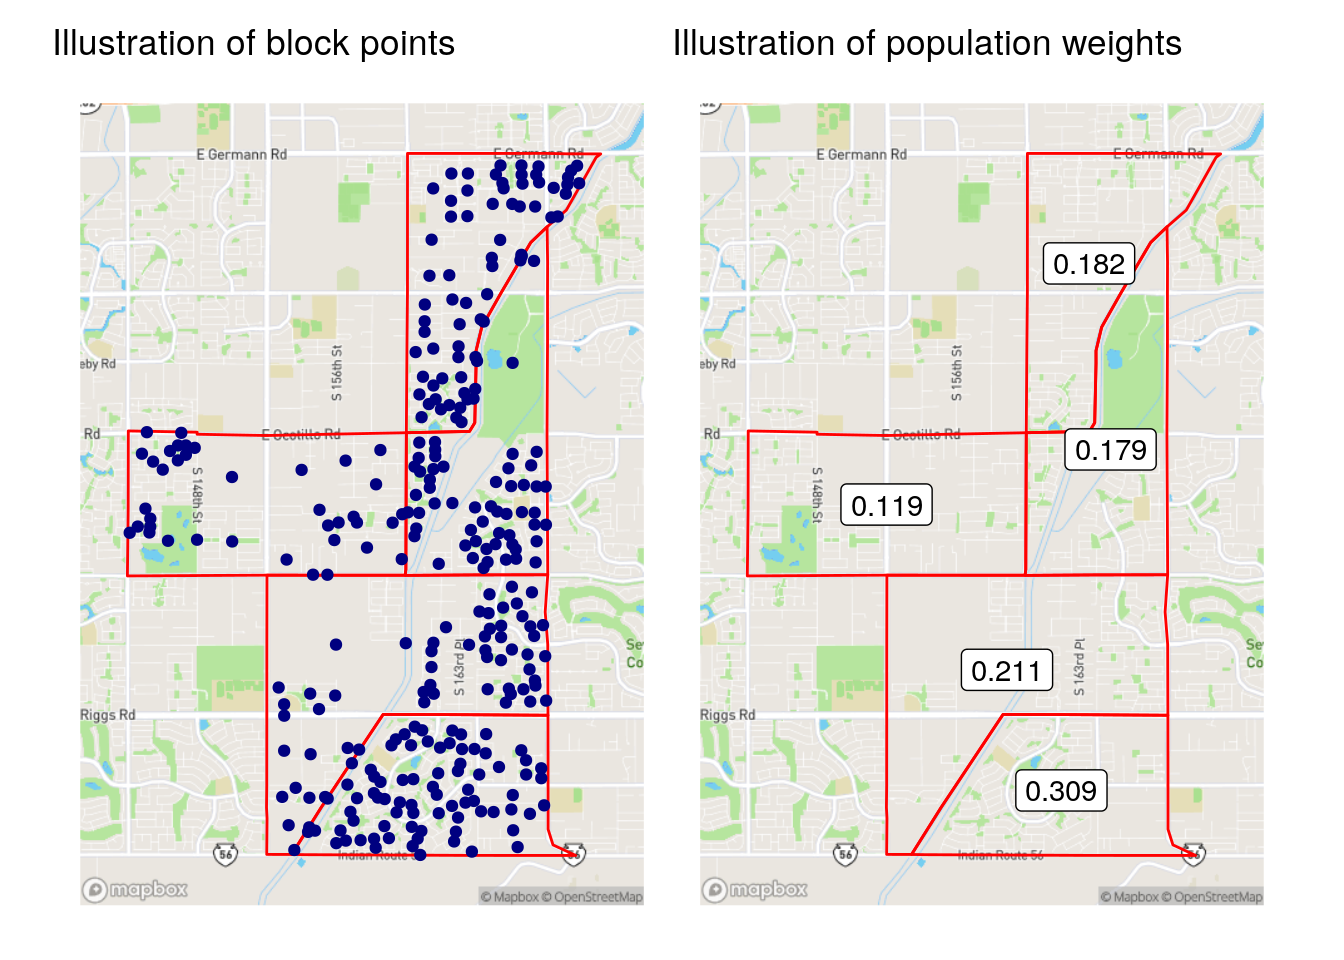 Illustration of block points
Illustration of population weights
E Germann Rd
E Germann Rd
E Germann Rd
E Germann Rd
0.182
S 156th St
S 156th St
eby Rd
eby Rd
Rd
E Ocotillo Rd
Rd
E Ocotillo Rd
0.179
S 148th St
S 148th St
0.119
Se
Co
S 163rd Pl
0.211
S 163rd Pl
Riggs Rd
Riggs Rd
0.309
56
Indian Route
56
56
Indian Route 56
56
mapbox
© Mapbox © OpenStreetMap
mapbox
© Mapbox © OpenStreetMap